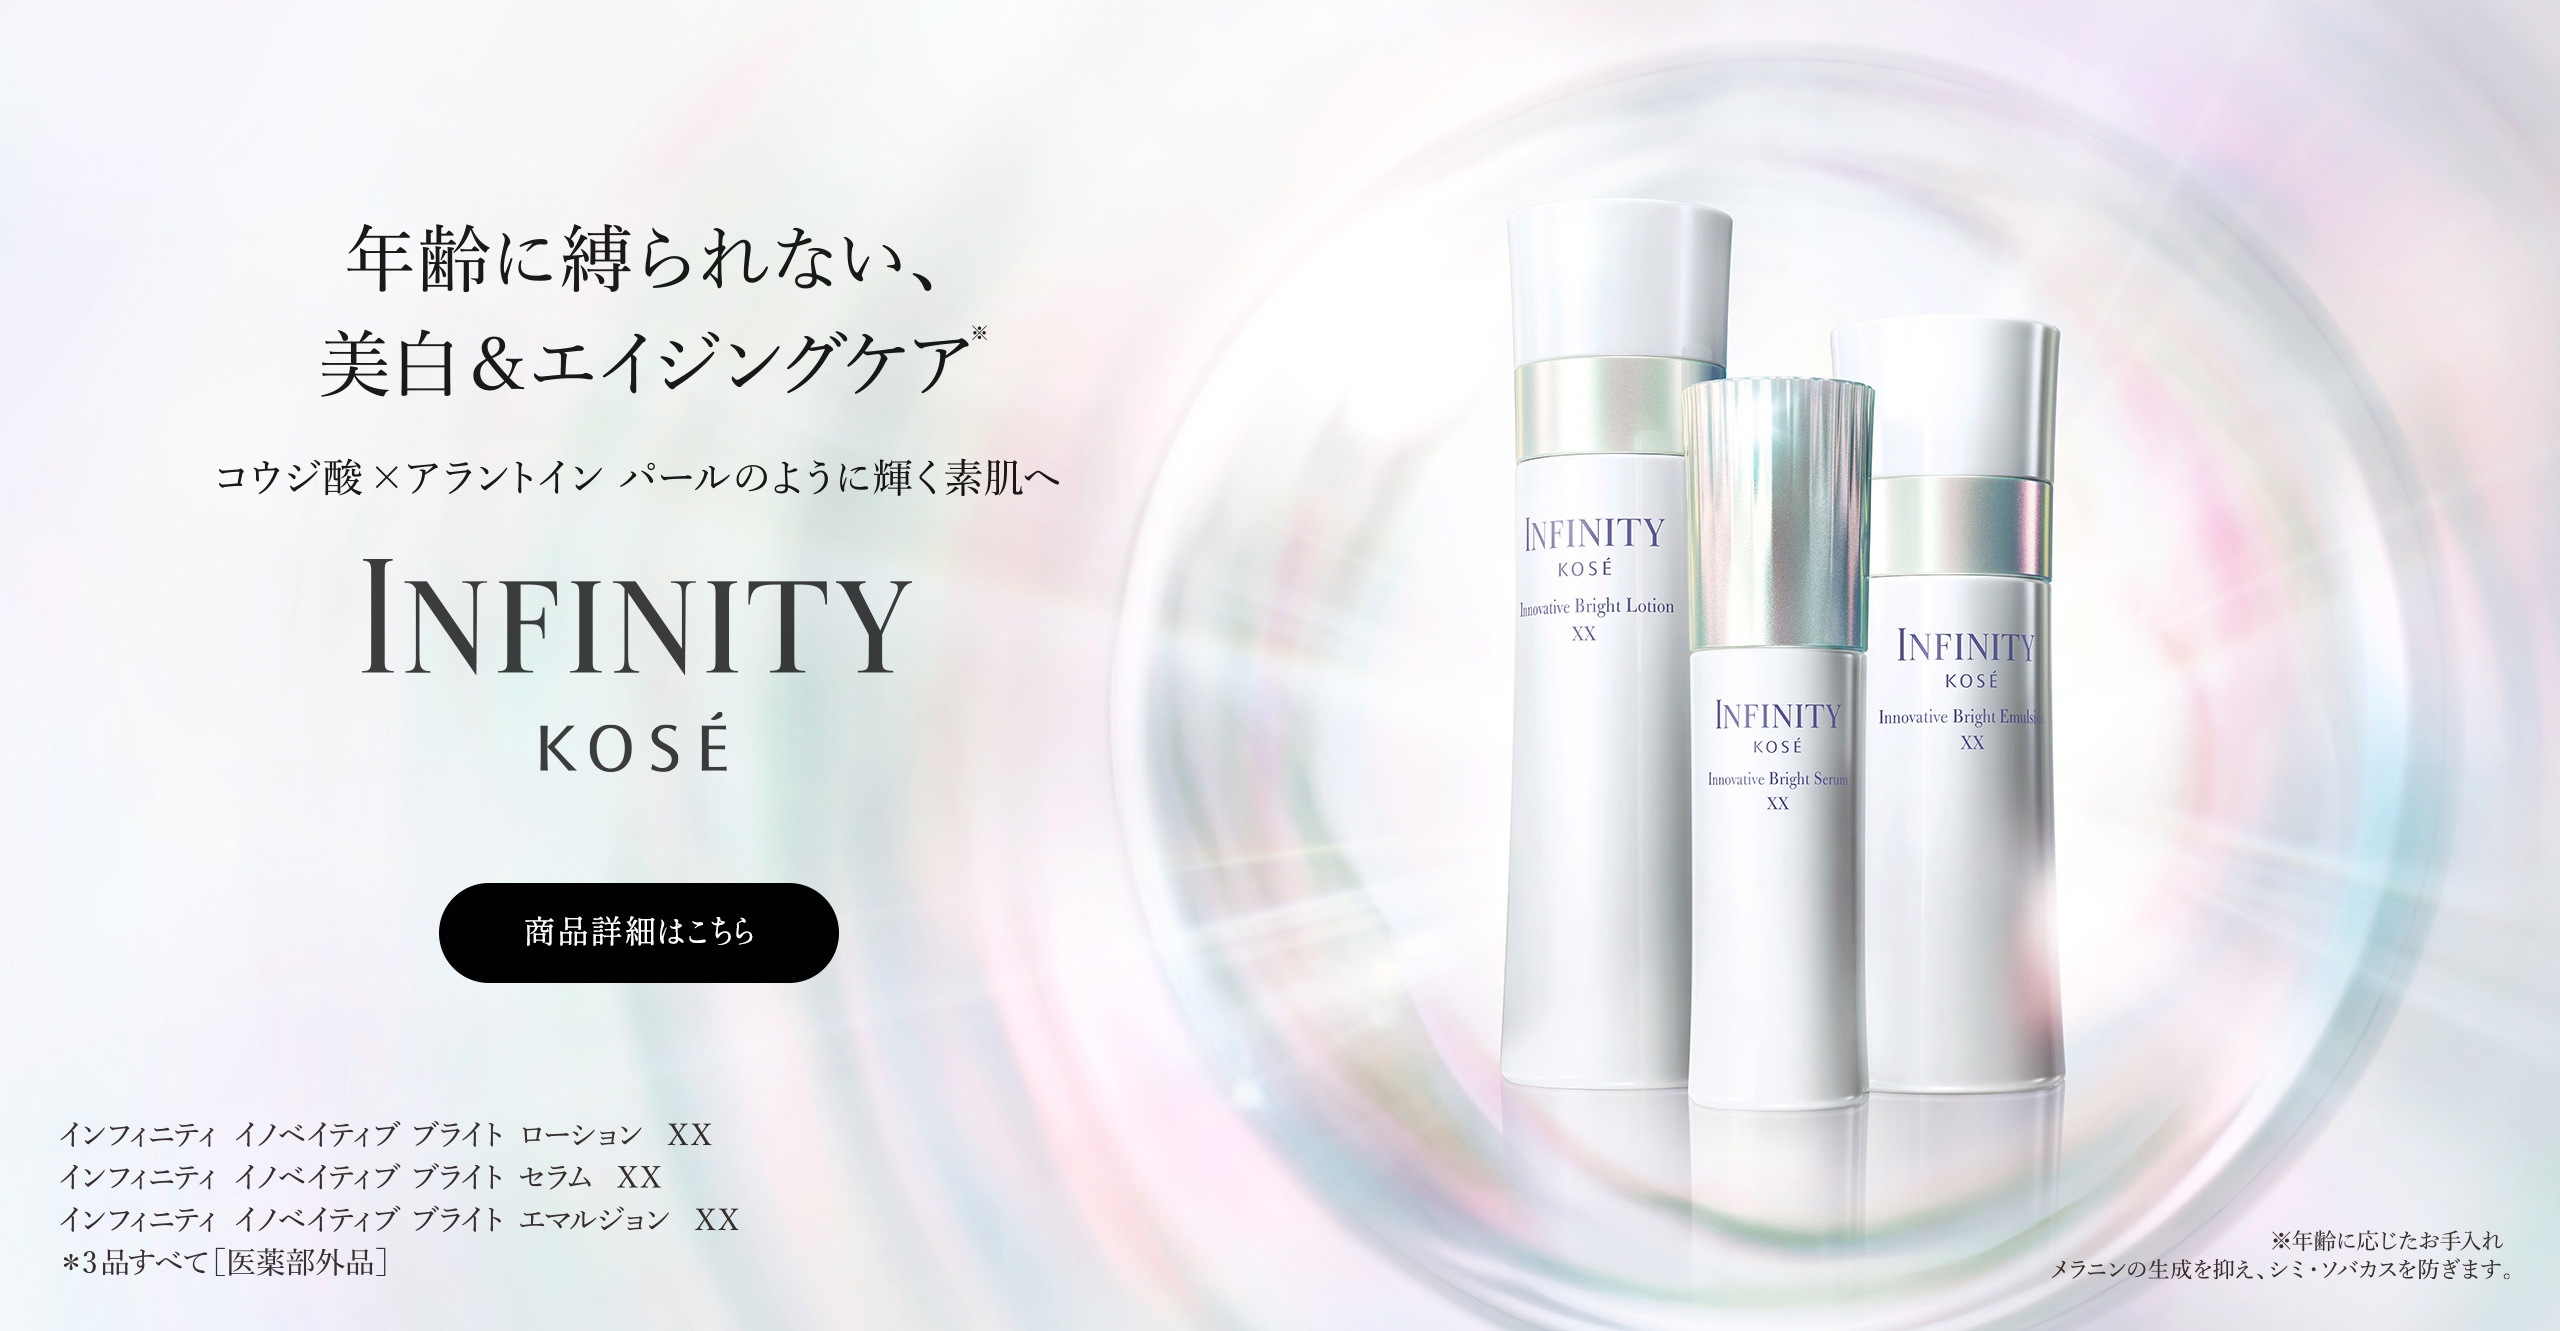 年齢に縛られない、
美白＆エイジングケア※
コウジ酸×アラントイン パールのように輝く素肌へ
INFINITY
KOSÉ
商品詳細はこちら
インフィニティ イノベイティブ ブライト ローション XX
インフィニティ イノベイティブ ブライト セラム XX
インフィニティ イノベイティブ ブライト エマルジョン XX
＊3品すべて［医薬部外品］
INFINITY
KOSÉ
Innovative Bright Lotion
XX
INFINITY
KOSÉ
Innovative Bright Serum
XX
INFINITY
KOSÉ
Innovative Bright Emulsion
XX
※年齢に応じたお手入れ
メラニンの生成を抑え、シミ・ソバカスを防ぎます。